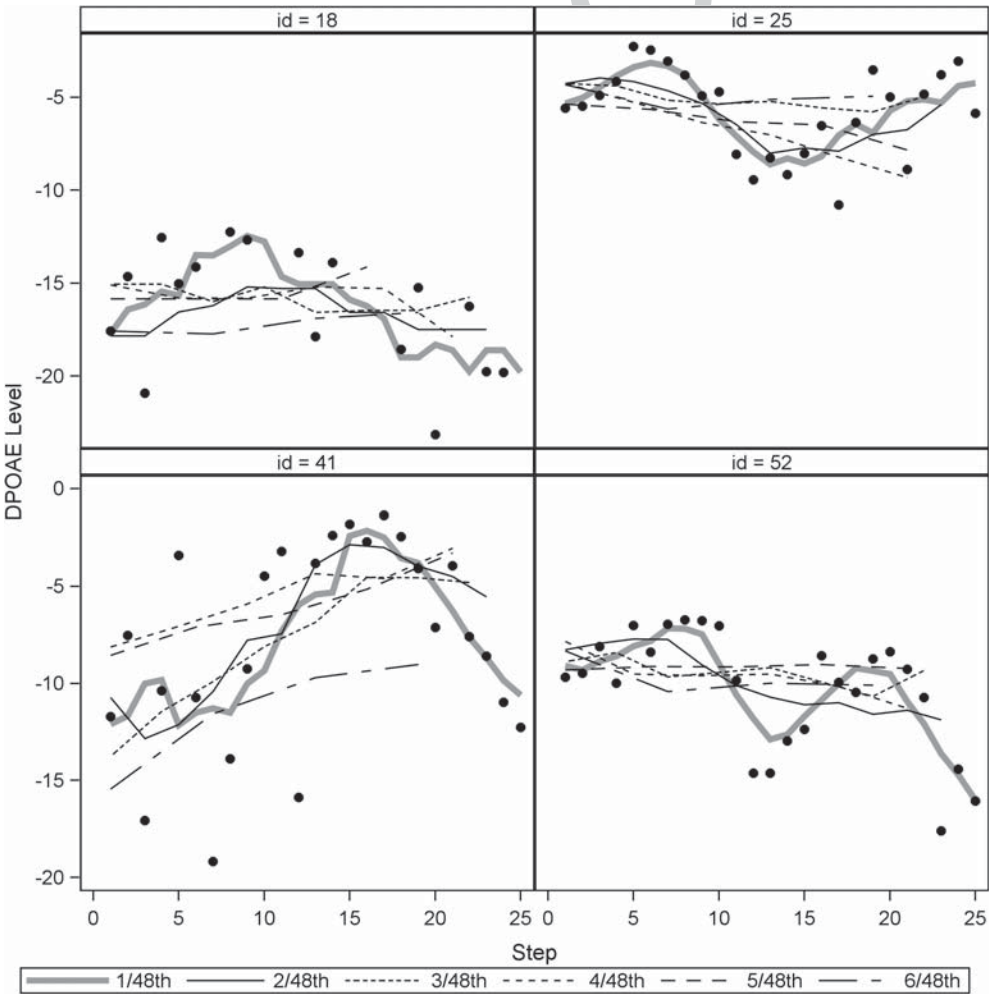 id = 18
id = 25
-5
-10
-15
-20
DPOAE Level
id = 41
id = 52
0
-5
-10
-15
-20
0 5 10 15 20 25 0 5 10 15 20 25
Step
1/48th 2/48th 3/48th 4/48th 5/48th 6/48th